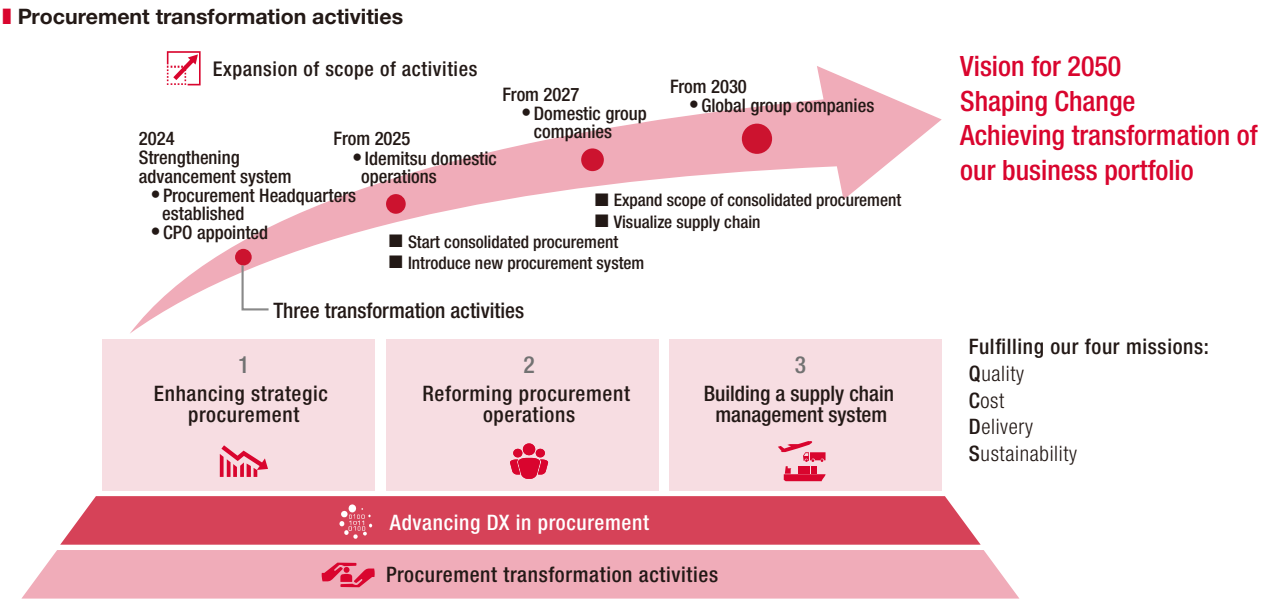 Procurement transformation activities
Expansion of scope of activities
2024
Strengthening
advancement system
• Procurement Headquarters
established
• CPO appointed
From 2025
• Idemitsu domestic
operations
From 2027
• Domestic group
companies
From 2030
• Global group companies
■ Start consolidated procurement
■ Introduce new procurement system
■ Expand scope of consolidated procurement
■ Visualize supply chain
Three transformation activities
Vision for 2050
Shaping Change
Achieving transformation of
our business portfolio
1
Enhancing strategic
procurement
2
Reforming procurement
operations
3
Building a supply chain
management system
Fulfilling our four missions:
Quality
Cost
Delivery
Sustainability
0100
1011
0100
Advancing DX in procurement
Procurement transformation activities